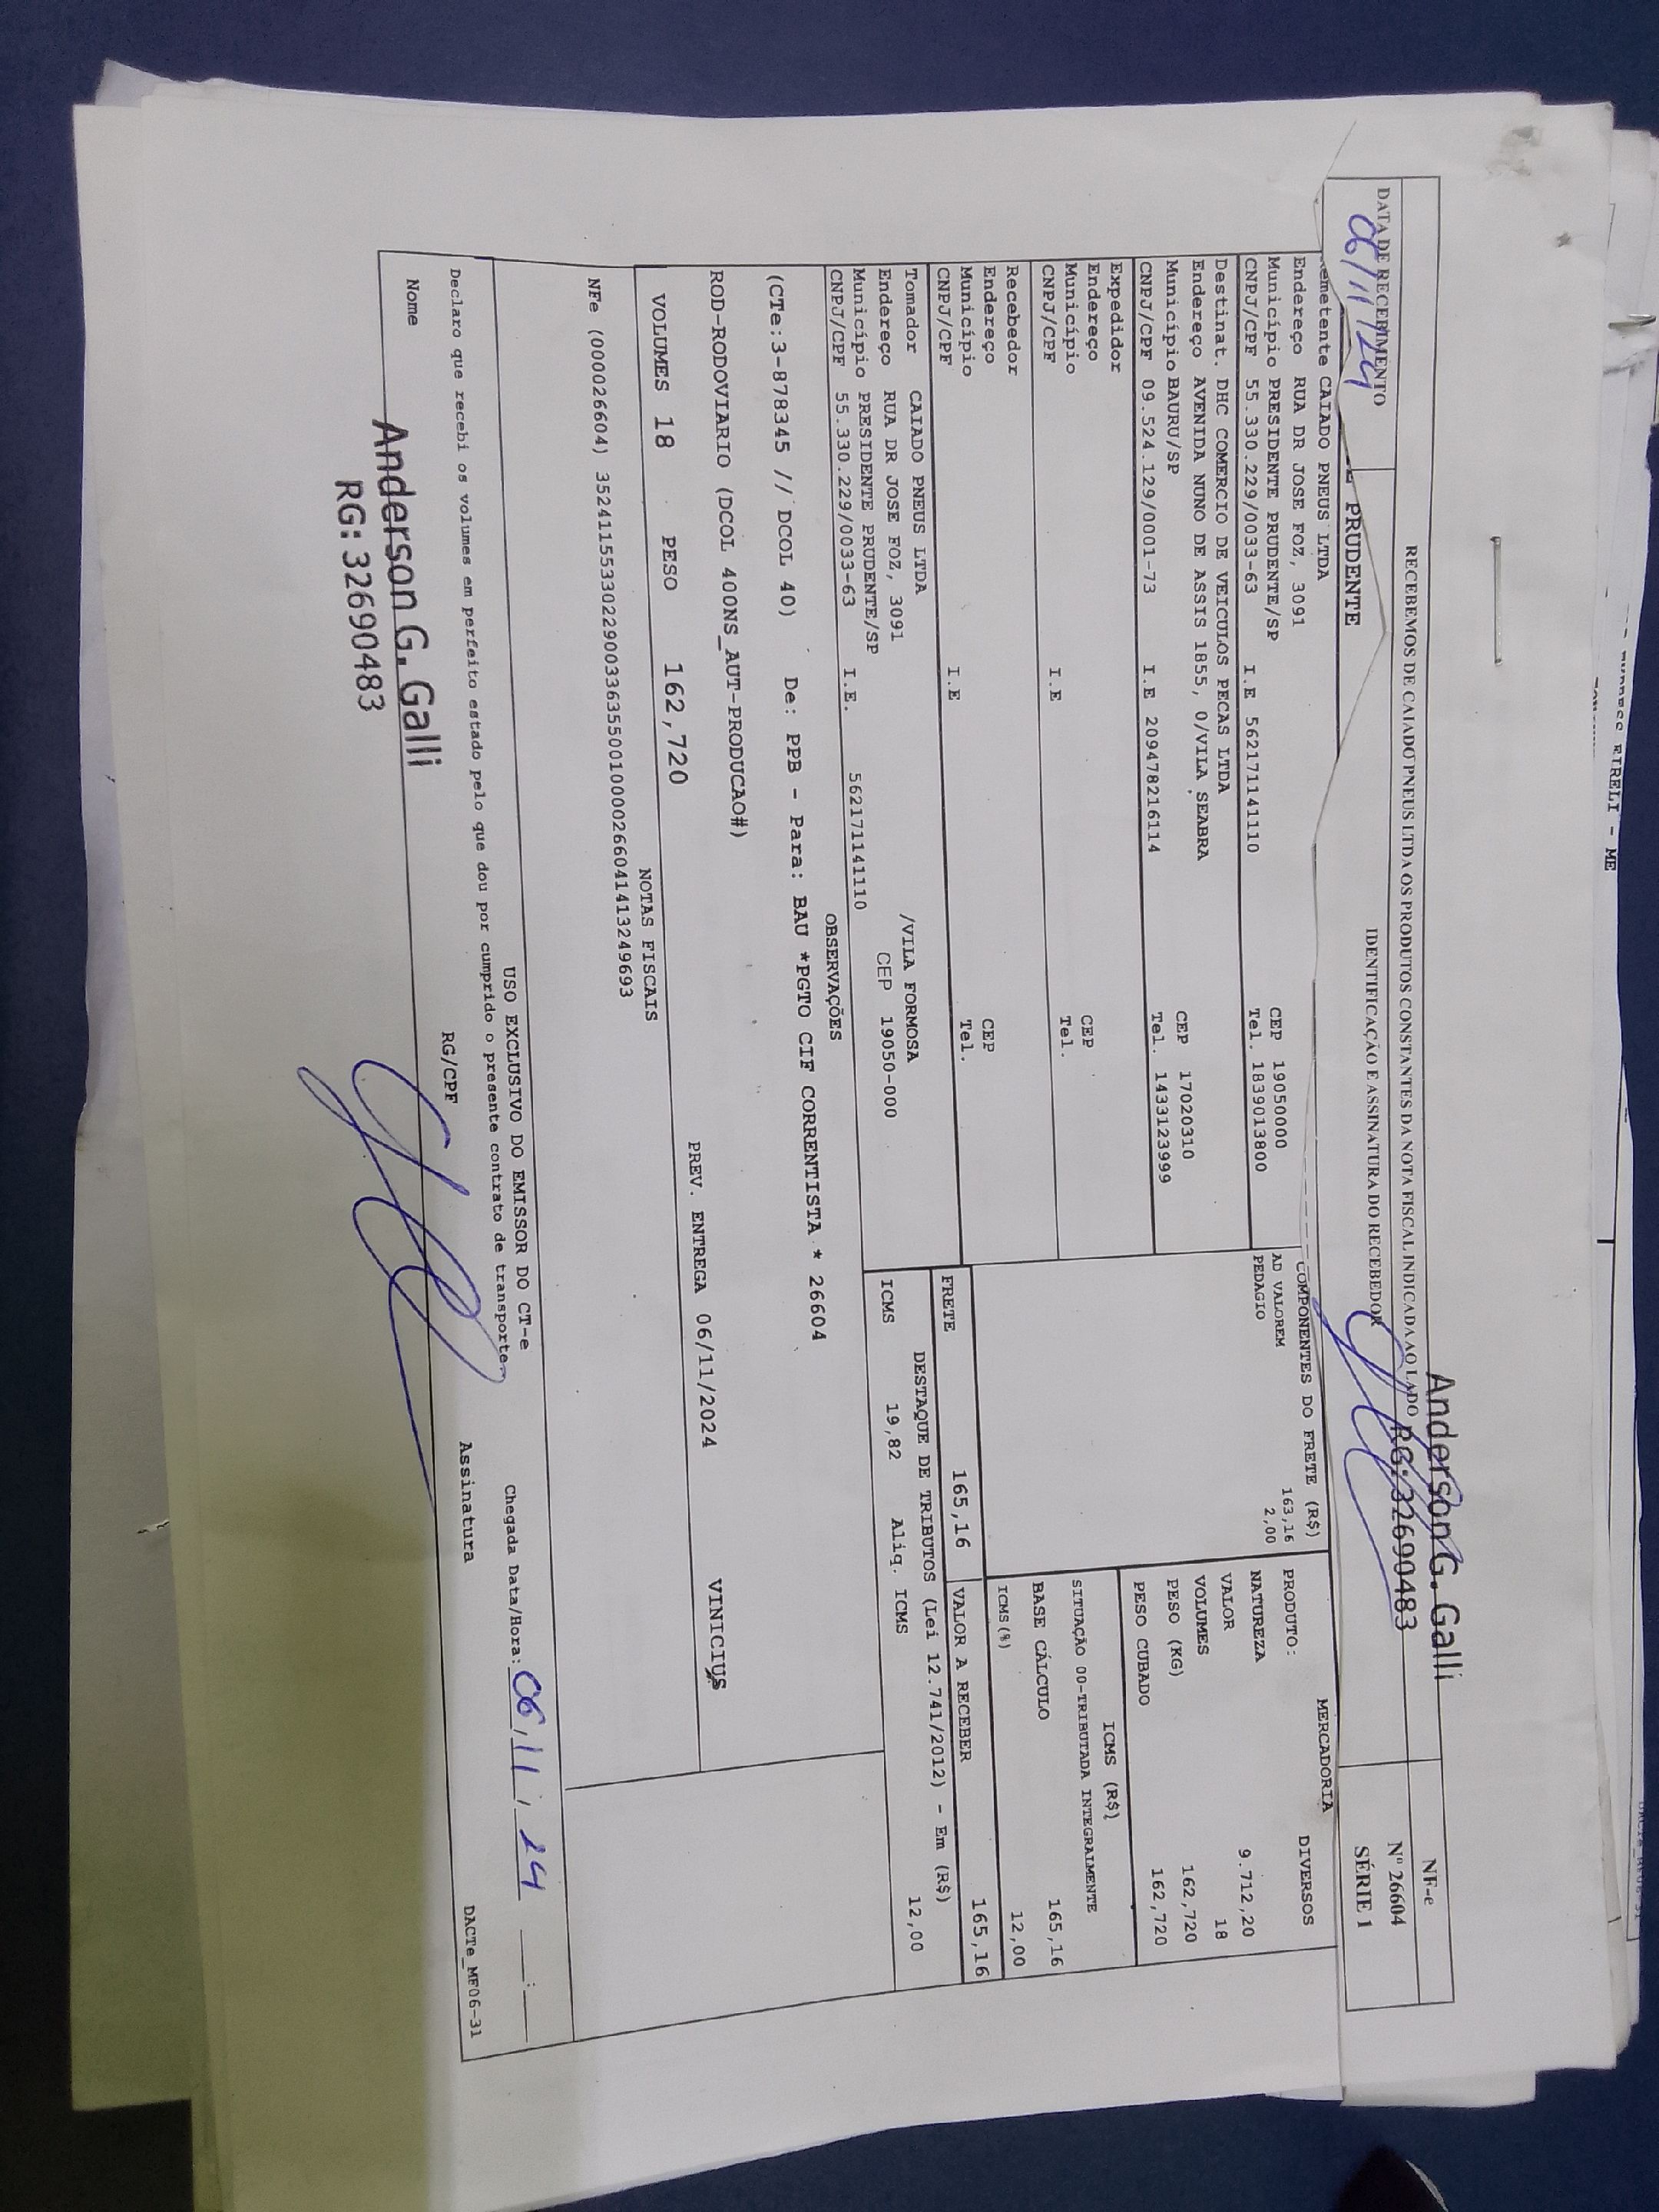 RECEBEMOS DE CAIADO PNEUS LTDA OS PRODUTOS CONSTANTES DA NOTA FISCAL INDICADA AO LADO
NF-e
Nº 26604
SÉRIE 1
DATA DE RECEBIMENTO
06/11/24
IDENTIFICAÇÃO E ASSINATURA DO RECEBEDOR
Anderson G. Galli
RG: 32690483
PRUDENTE
Remetente CAIADO PNEUS LTDA
Endereço RUA DR JOSE FOZ, 3091
Município PRESIDENTE PRUDENTE/SP CEP 19050000
CNPJ/CPF 55.330.229/0033-63 I.E 562171141110 Tel. 1839013800
Destinat. DHC COMERCIO DE VEICULOS PECAS LTDA
Endereço AVENIDA NUNO DE ASSIS 1855, 0/VILA SEABRA
Município BAURU/SP CEP 17020310
CNPJ/CPF 09.524.129/0001-73 I.E 209478216114 Tel. 1433123999
Expedidor
Endereço
Município CEP
CNPJ/CPF I.E Tel.
Recebedor
Endereço
Município CEP
CNPJ/CPF I.E Tel.
Tomador CAIADO PNEUS LTDA
Endereço RUA DR JOSE FOZ, 3091 /VILA FORMOSA
Município PRESIDENTE PRUDENTE/SP CEP 19050-000
CNPJ/CPF 55.330.229/0033-63 I.E. 562171141110
COMPONENTES DO FRETE (R$)
AD VALOREM 163,16
PEDAGIO 2,00
MERCADORIA
PRODUTO: DIVERSOS
NATUREZA
VALOR 9.712,20
VOLUMES 18
PESO (KG) 162,720
PESO CUBADO 162,720
ICMS (R$)
SITUAÇÃO 00-TRIBUTADA INTEGRALMENTE
BASE CÁLCULO 165,16
ICMS(%) 12,00
FRETE 165,16 VALOR A RECEBER 165,16
DESTAQUE DE TRIBUTOS (Lei 12.741/2012) - Em (R$)
ICMS 19,82 Aliq. ICMS 12,00
OBSERVAÇÕES
(CTe:3-878345 // DCOL 40) De: PPB - Para: BAU *PGTO CIF CORRENTISTA * 26604
ROD-RODOVIARIO (DCOL 400NS_AUT-PRODUCAO#)
VOLUMES 18 PESO 162,720 PREV. ENTREGA 06/11/2024 VINICIUS
NOTAS FISCAIS
NFe (000026604) 35241155330229003363550010000266041413249693
USO EXCLUSIVO DO EMISSOR DO CT-e
Declaro que recebi os volumes em perfeito estado pelo que dou por cumprido o presente contrato de transporte.
Chegada Data/Hora: 06/11/24 __:__
Nome RG/CPF Assinatura
Anderson G. Galli
RG: 32690483
DACTe_MF06-31
EIRELI - ME